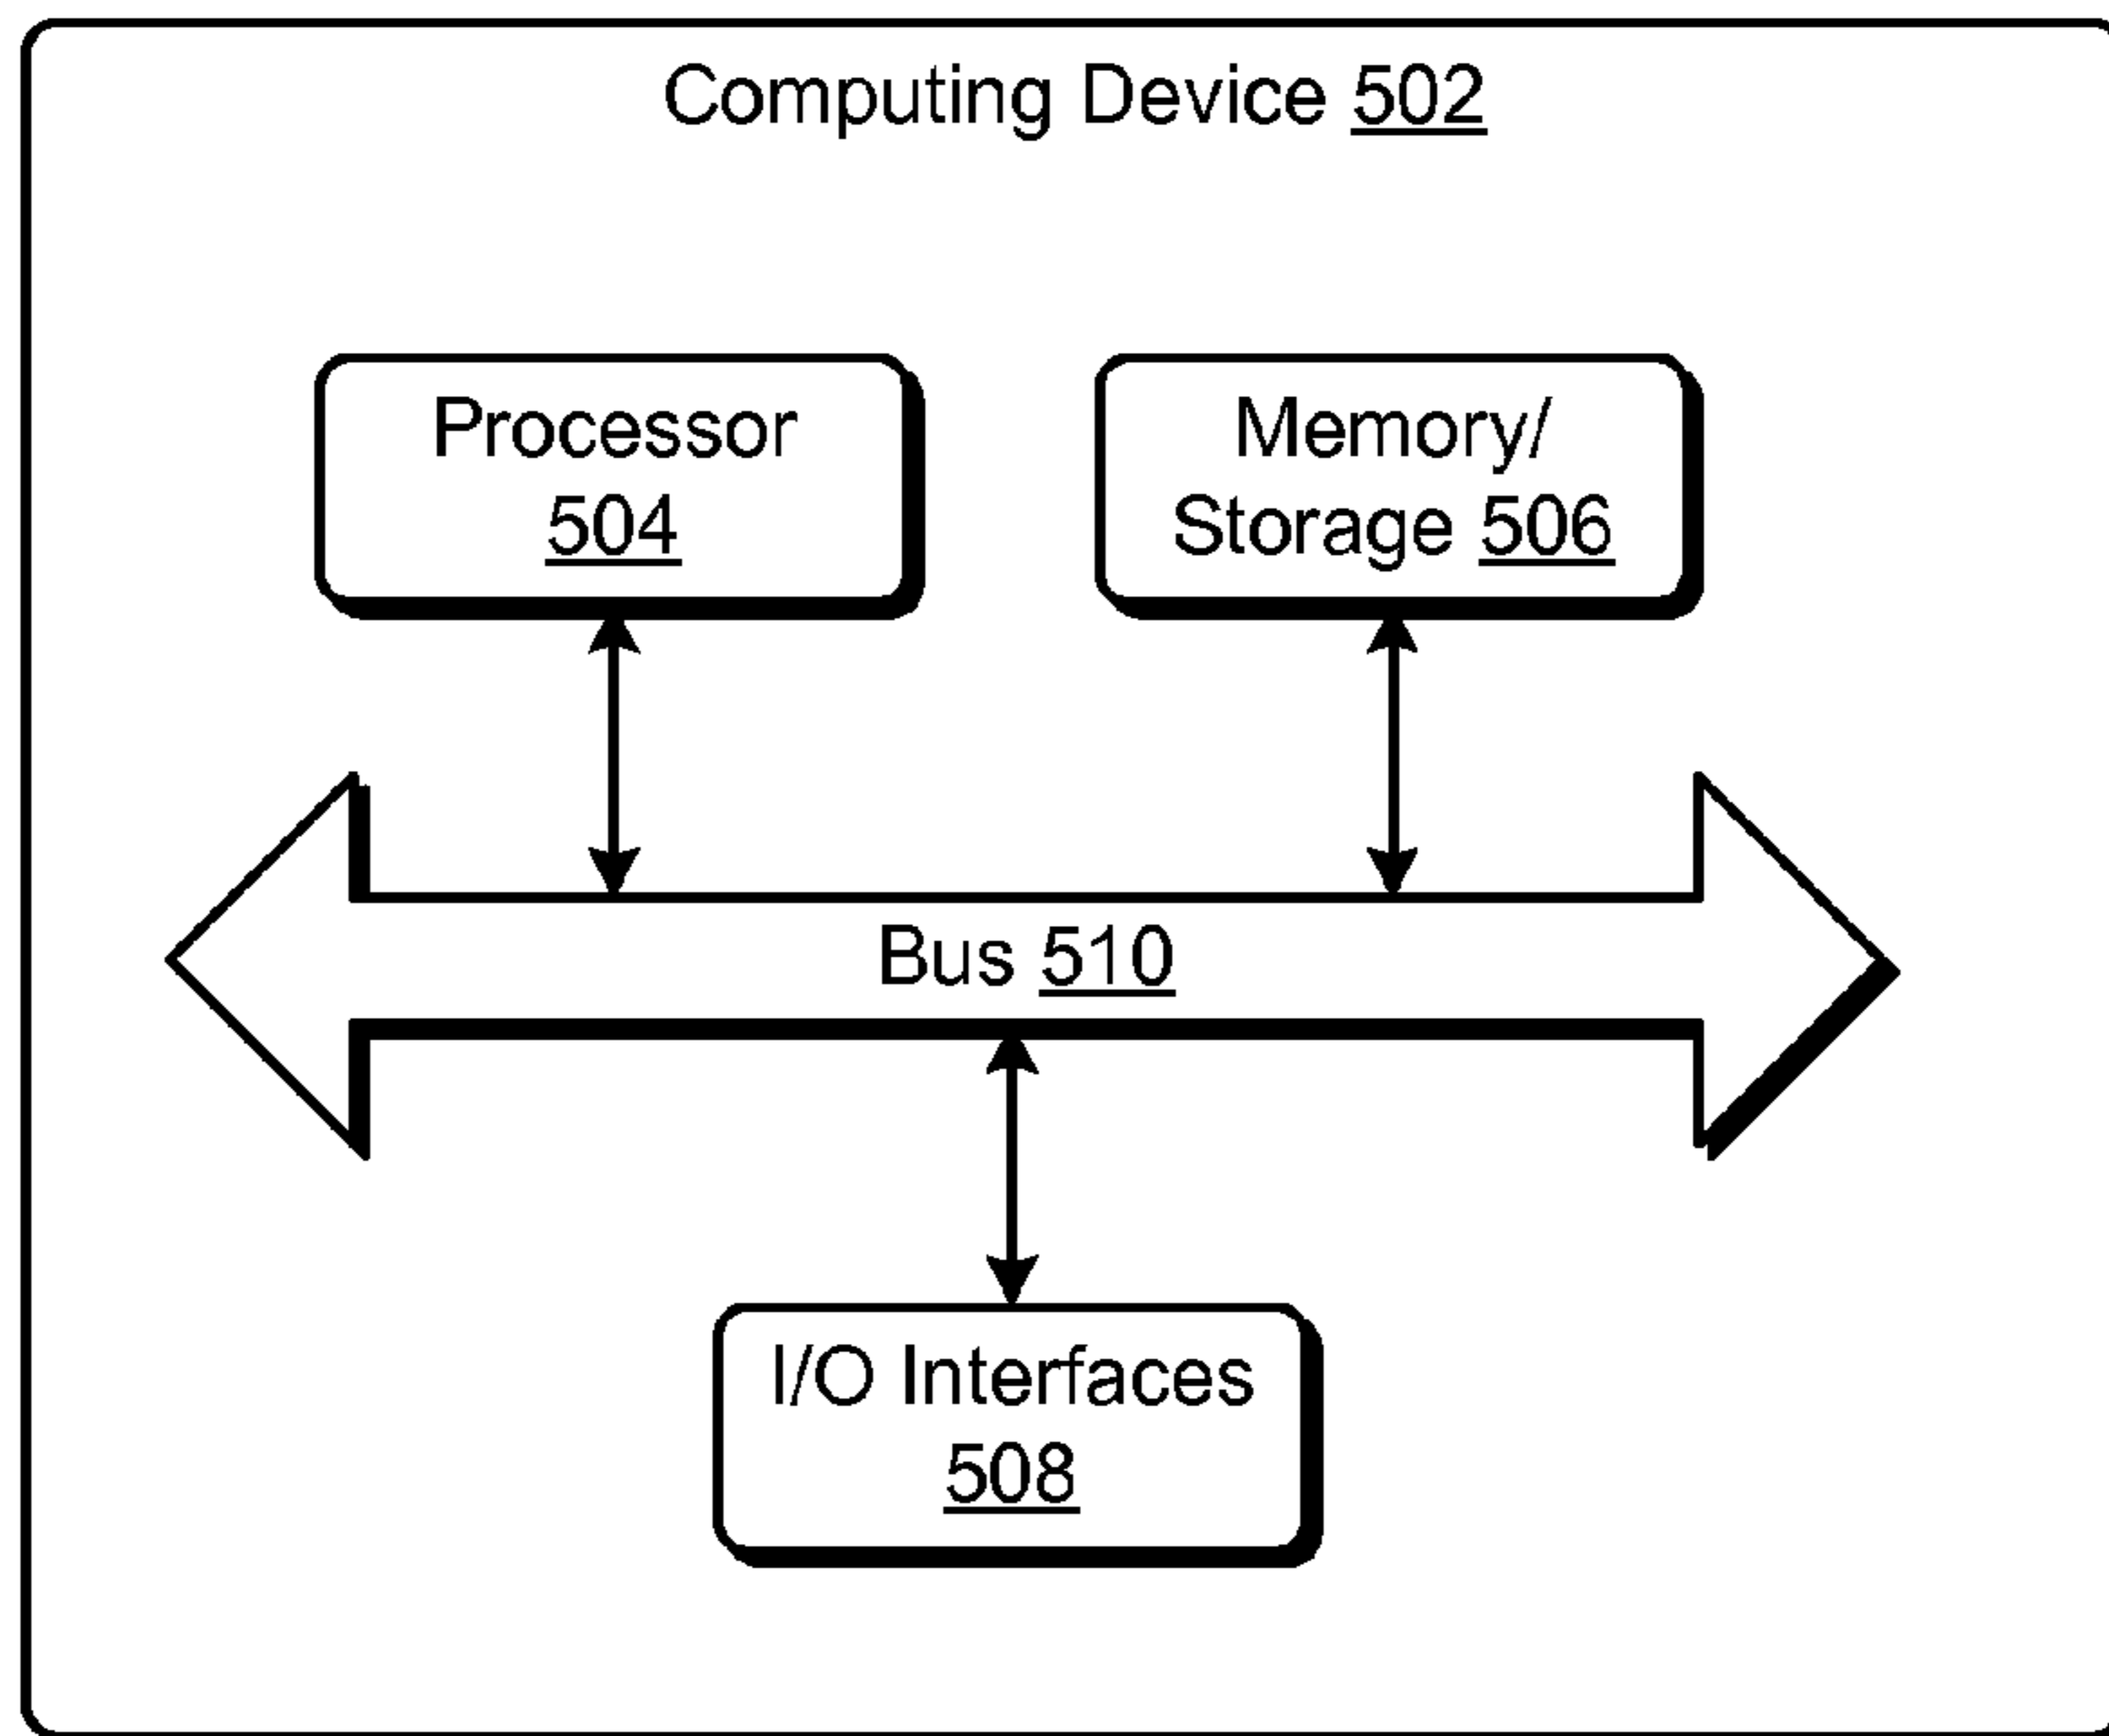 Computing Device 502
Processor
504
Memory/
Storage 506
Bus 510
I/O Interfaces
508